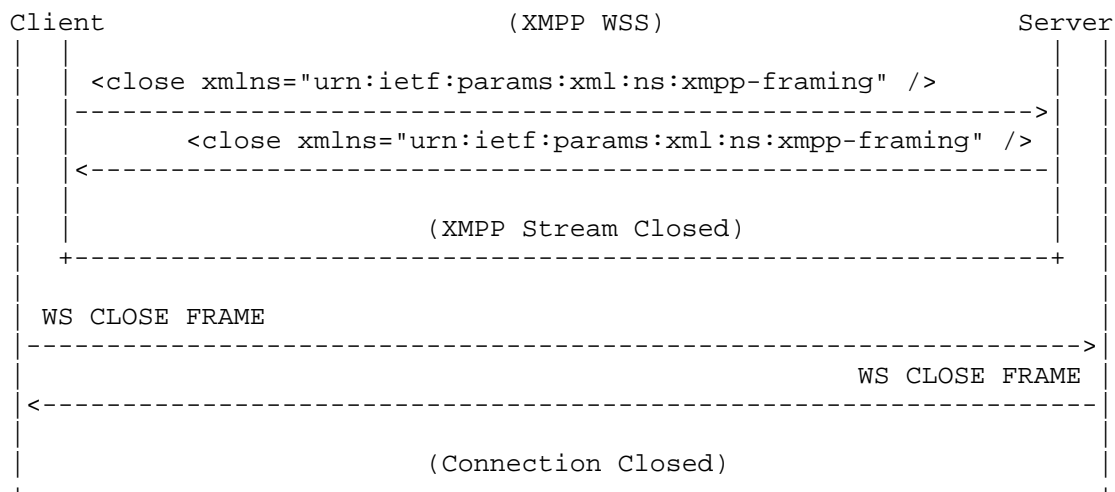 Client (XMPP WSS) Server
<close xmlns="urn:ietf:params:xml:ns:xmpp-framing" />
<close xmlns="urn:ietf:params:xml:ns:xmpp-framing" />
(XMPP Stream Closed)
WS CLOSE FRAME
WS CLOSE FRAME
(Connection Closed)